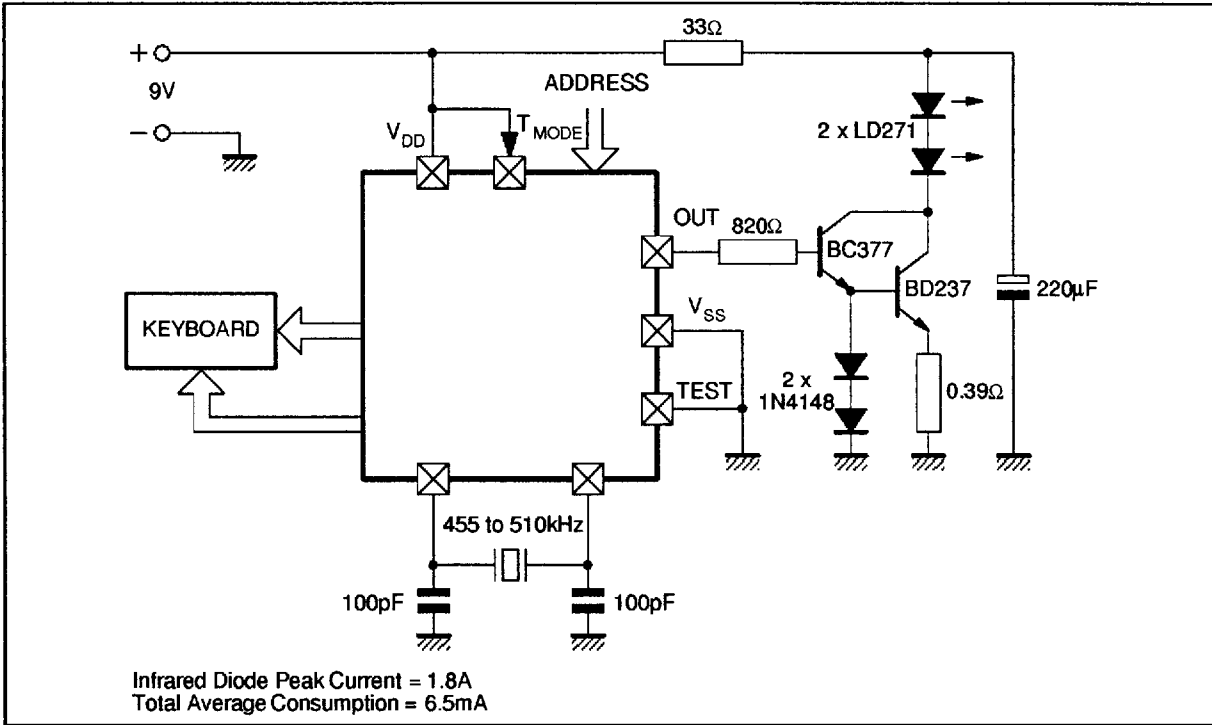 33Ω
+
9V
−
ADDRESS
V_DD
T_MODE
2 x LD271
OUT
820Ω
BC377
BD237
220μF
V_SS
KEYBOARD
TEST
2 x
1N4148
0.39Ω
455 to 510kHz
100pF
100pF
Infrared Diode Peak Current = 1.8A
Total Average Consumption = 6.5mA